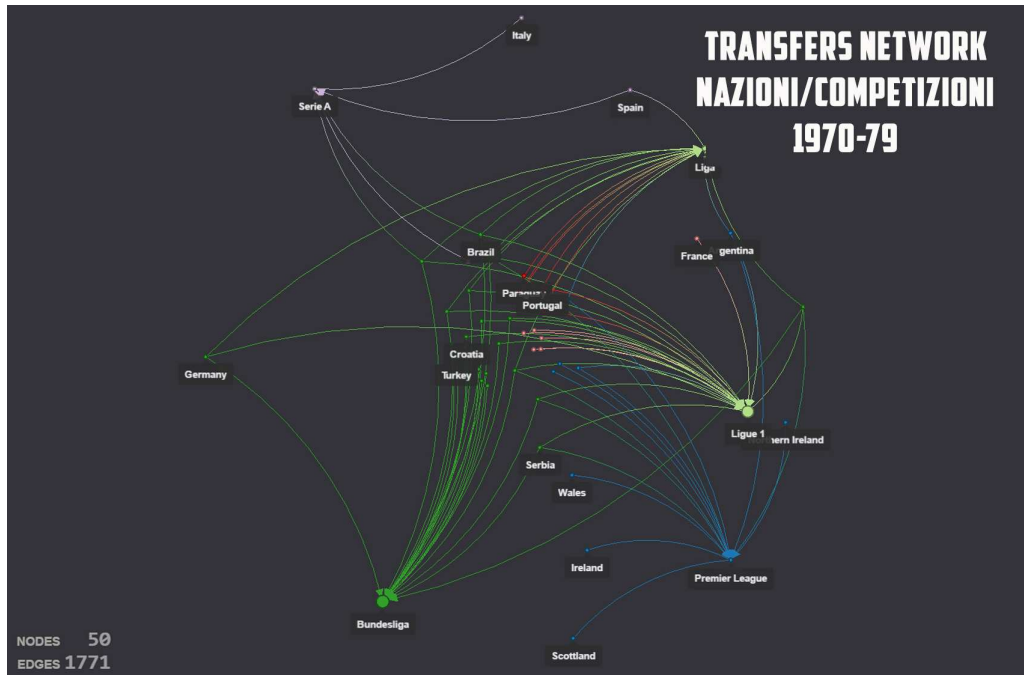 TRANSFERS NETWORK
NAZIONI/COMPETIZIONI
1970-79
Italy
Serie A
Spain
Liga
Brazil
France
Portugal
Croatia
Germany
Turkey
Ligue 1
Serbia
Wales
Ireland
Premier League
Bundesliga
NODES 50
Scottland
EDGES 1771